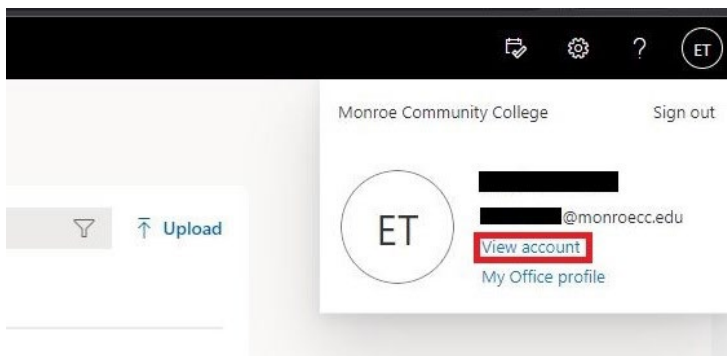 ?
ET
Monroe Community College
Sign out
ET
@monroecc.edu
View account
My Office profile
Upload